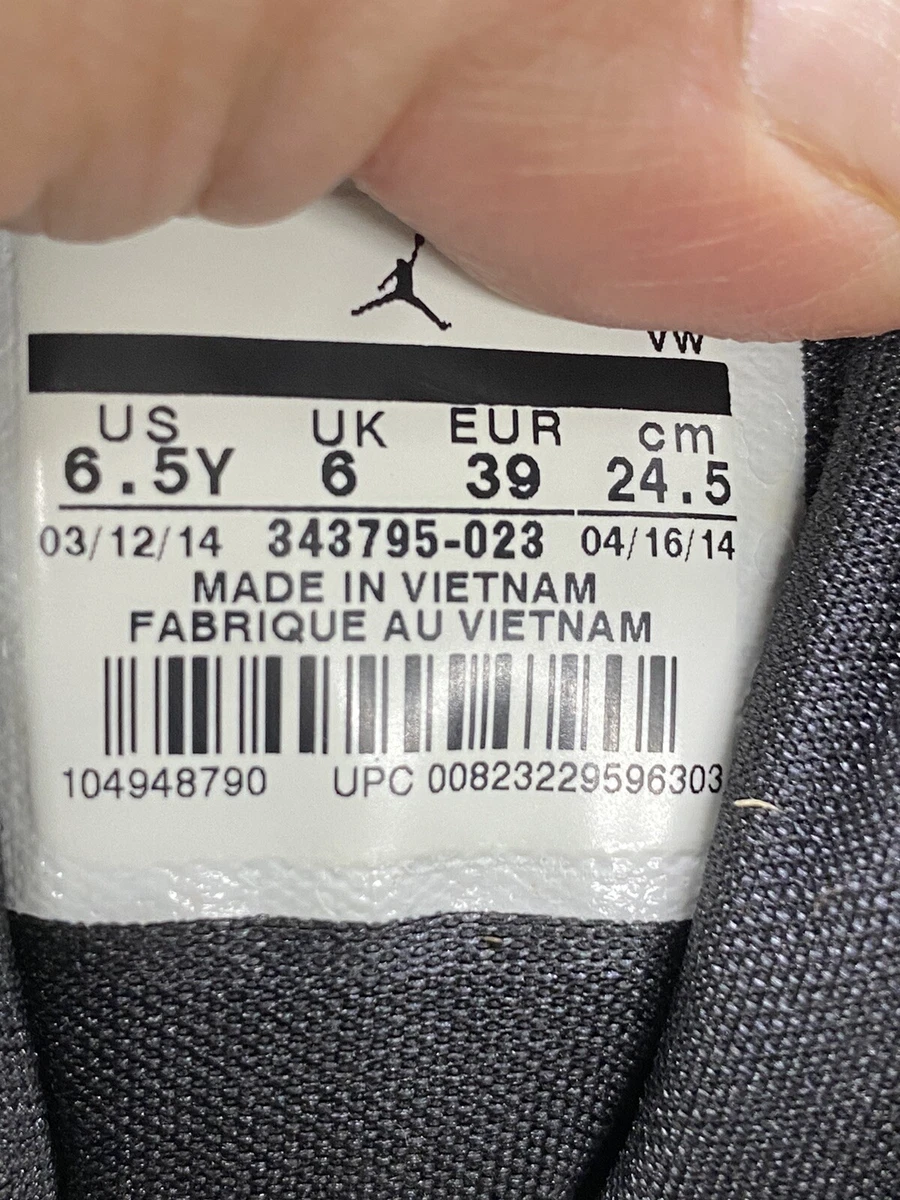 VW
US UK EUR cm
6.5Y 6 39 24.5
03/12/14 343795-023 04/16/14
MADE IN VIETNAM
FABRIQUE AU VIETNAM
104948790 UPC 00823229596303